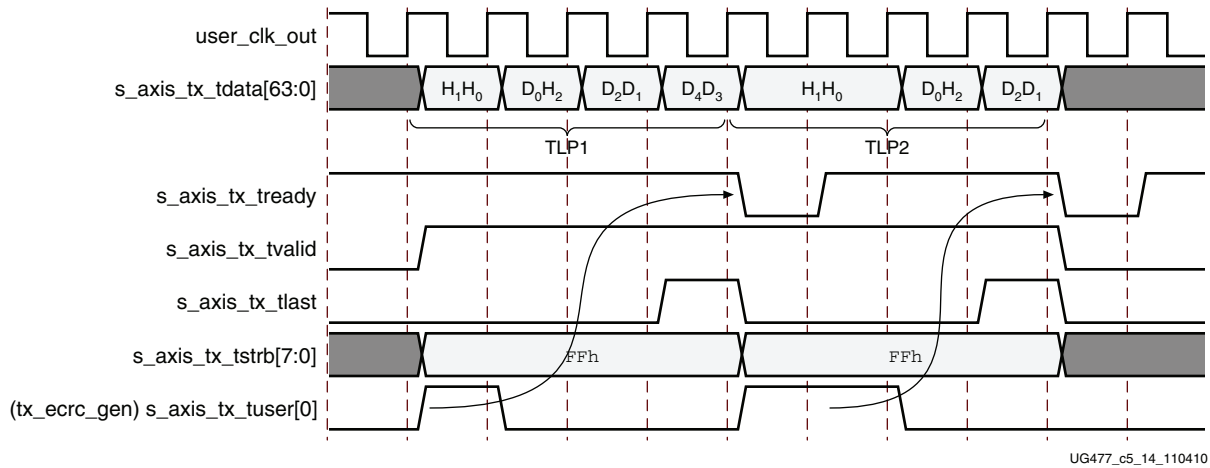 user_clk_out
s_axis_tx_tdata[63:0] H₁H₀ D₀H₂ D₂D₁ D₄D₃ H₁H₀ D₀H₂ D₂D₁
TLP1 TLP2
s_axis_tx_tready
s_axis_tx_tvalid
s_axis_tx_tlast
s_axis_tx_tstrb[7:0] FFh FFh
(tx_ecrc_gen) s_axis_tx_tuser[0]
UG477_c5_14_110410